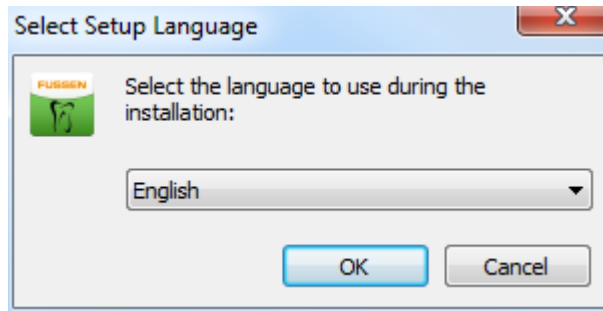 Select Setup Language
FUSSEN
Select the language to use during the
installation:
English
OK
Cancel